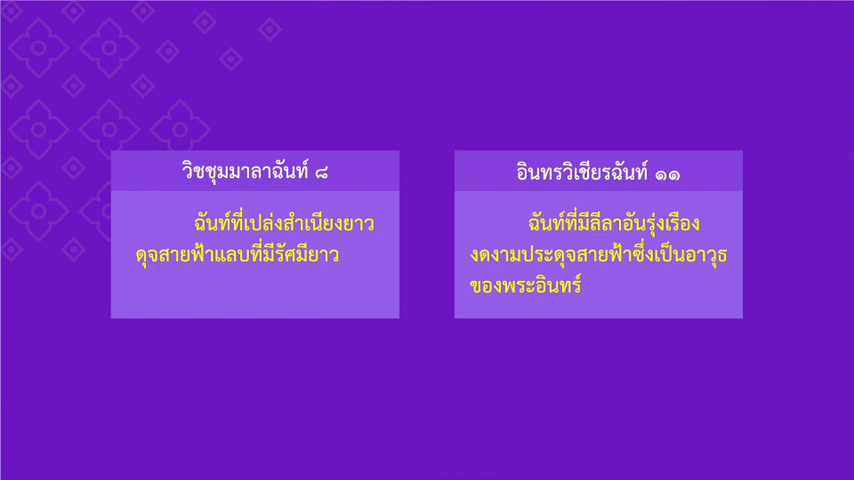 วิชชุมมาลาฉันท์ ๘
ฉันท์ที่เปล่งสำเนียงยาว
ดุจสายฟ้าแลบที่มีรัศมียาว
อินทรวิเชียรฉันท์ ๑๑
ฉันท์ที่มีลีลาอันรุ่งเรือง
งดงามประดุจสายฟ้าซึ่งเป็นอาวุธ
ของพระอินทร์